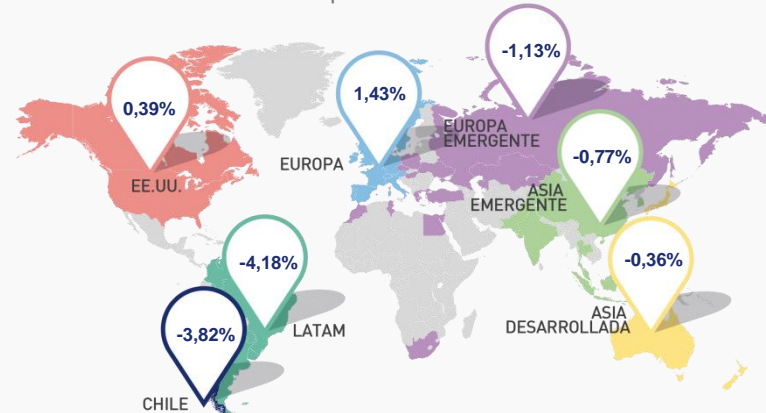 -1,13%
0,39%
1,43%
EUROPA
EMERGENTE
EUROPA
-0,77%
EE.UU.
ASIA
EMERGENTE
-4,18%
-0,36%
-3,82%
LATAM
ASIA
DESARROLLADA
CHILE